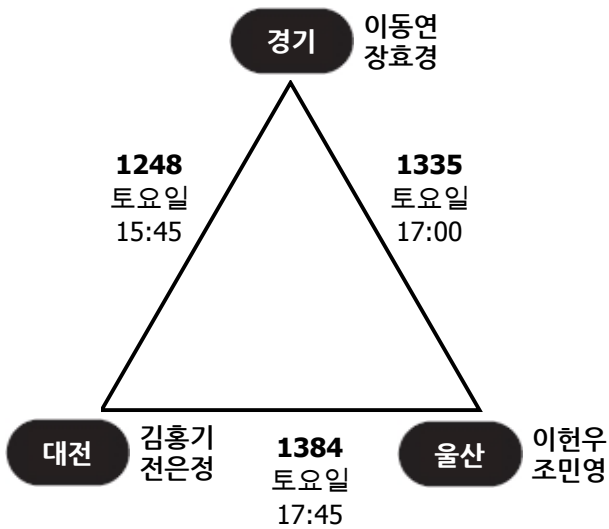 경기
이동연
장효경
1248
토요일
15:45
1335
토요일
17:00
대전
김홍기
전은정
1384
토요일
17:45
울산
이헌우
조민영